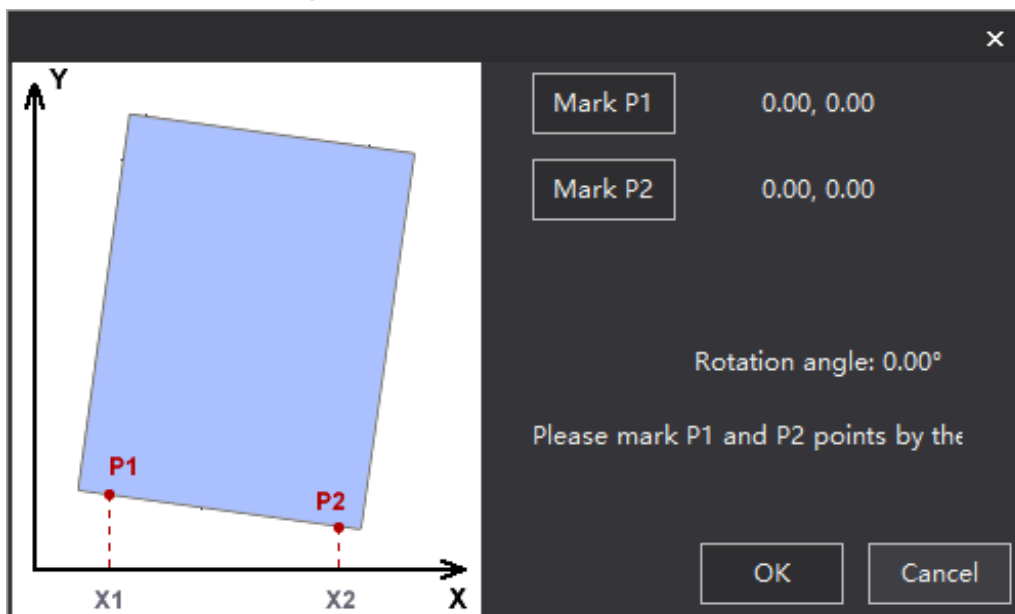 ×
Y
P1
P2
X1
X2
X
Mark P1
0.00, 0.00
Mark P2
0.00, 0.00
Rotation angle: 0.00°
Please mark P1 and P2 points by the
OK
Cancel